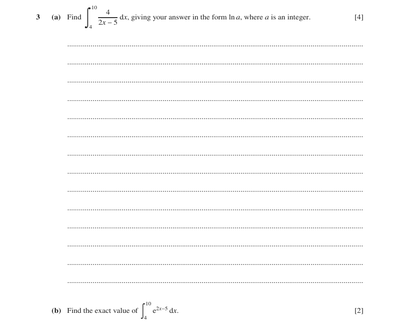 3 (a) Find ∫₄¹⁰ 4/(2x − 5) dx, giving your answer in the form ln a, where a is an integer. [4]
(b) Find the exact value of ∫₄¹⁰ e²ˣ⁻⁵ dx. [2]